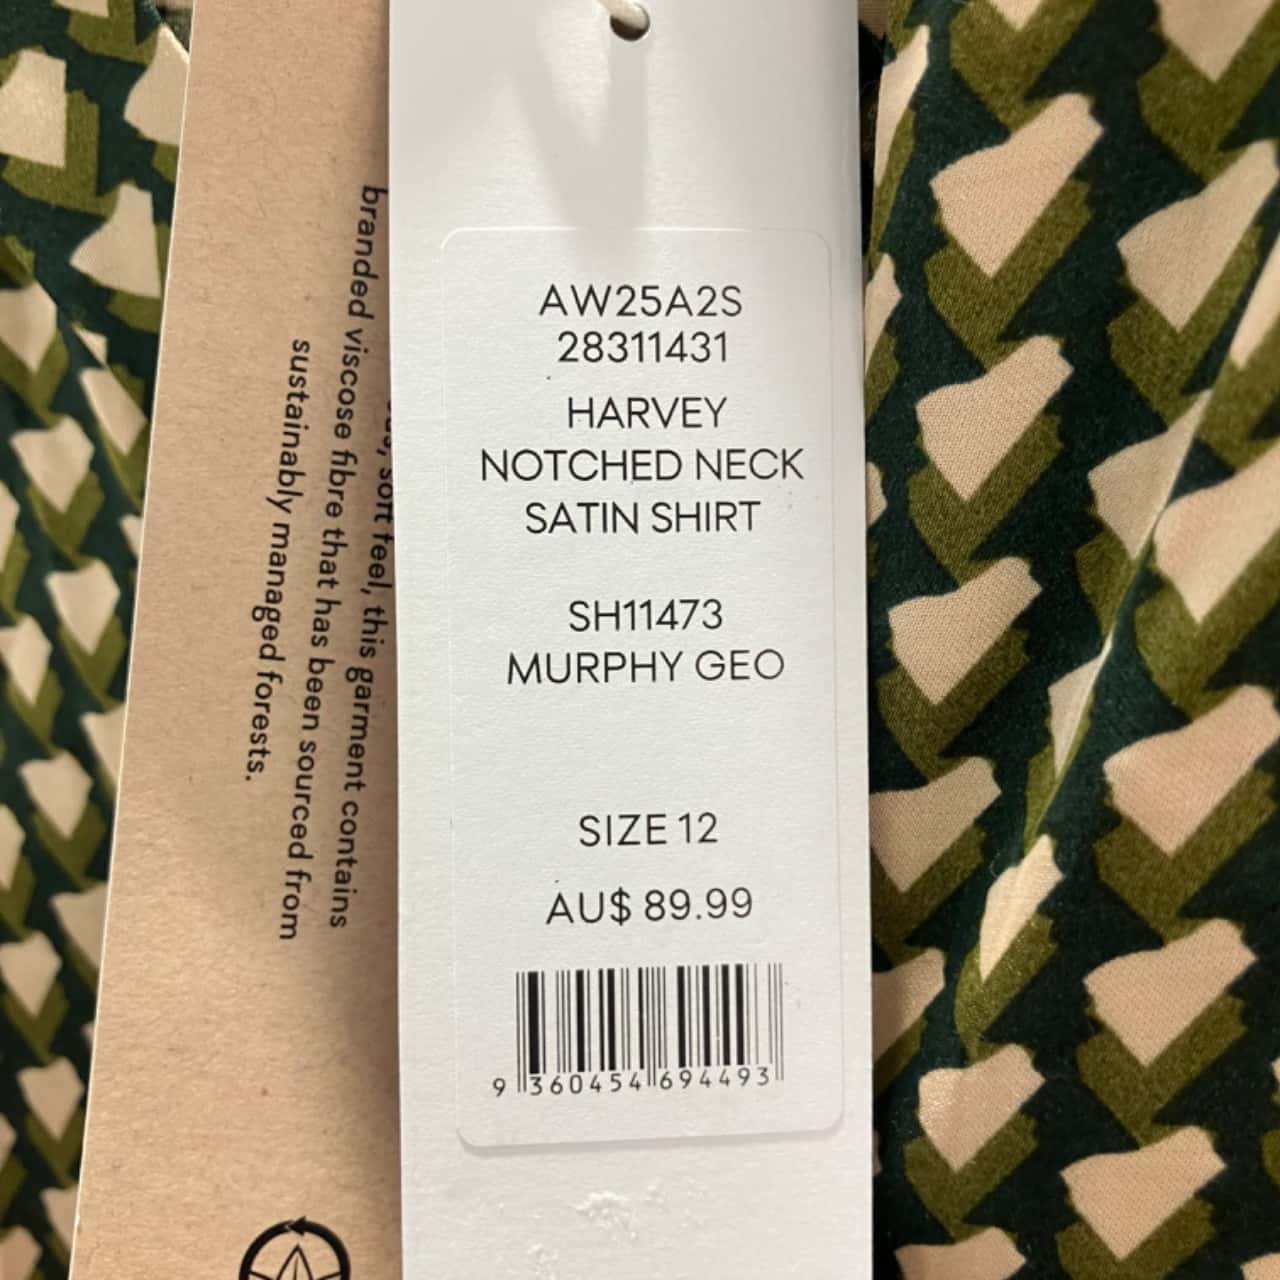 AW25A2S
28311431
HARVEY
NOTCHED NECK
SATIN SHIRT
SH11473
MURPHY GEO
SIZE 12
AU$ 89.99
9 360454 694493
soft feel, this garment contains
branded viscose fibre that has been sourced from
sustainably managed forests.